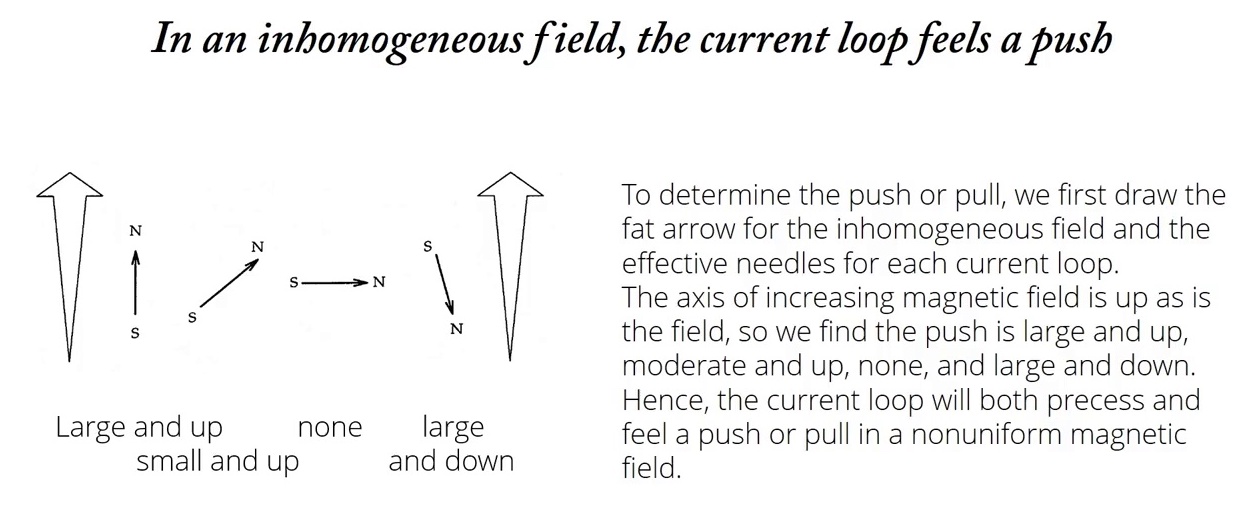 In an inhomogeneous field, the current loop feels a push
N
S
N
S
S N
S
N
Large and up none large
small and up and down
To determine the push or pull, we first draw the
fat arrow for the inhomogeneous field and the
effective needles for each current loop.
The axis of increasing magnetic field is up as is
the field, so we find the push is large and up,
moderate and up, none, and large and down.
Hence, the current loop will both precess and
feel a push or pull in a nonuniform magnetic
field.